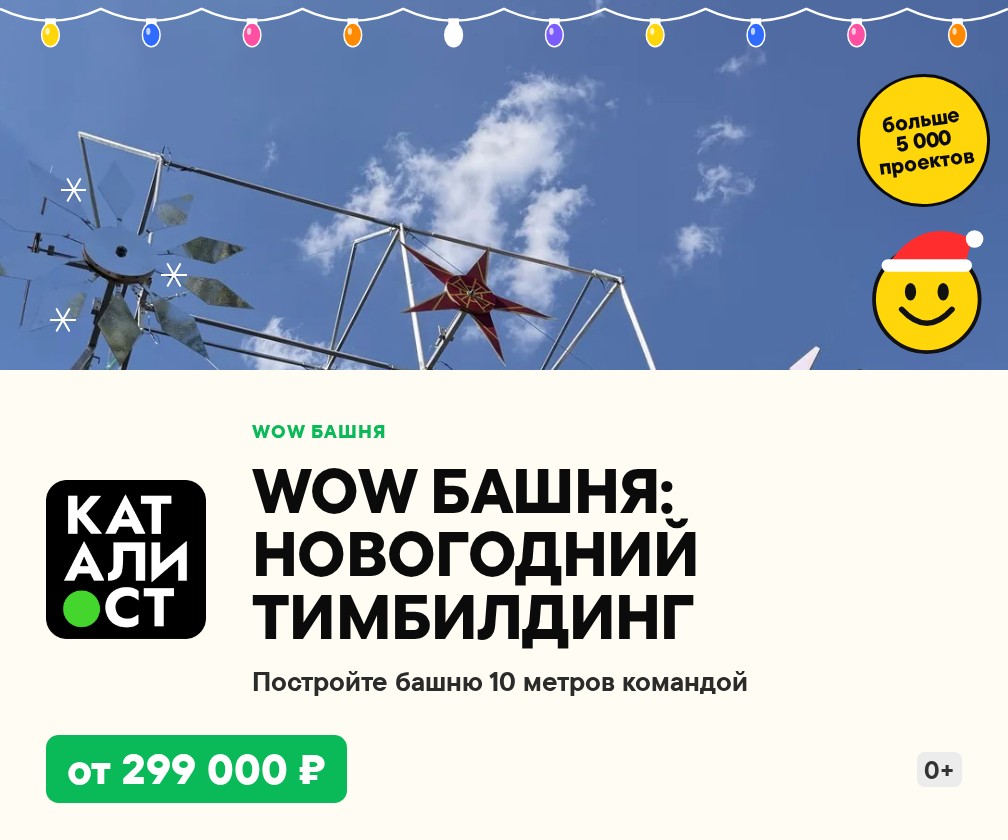 больше
5 000
проектов
WOW БАШНЯ
КАТ
АЛИ
СТ
WOW БАШНЯ:
НОВОГОДНИЙ
ТИМБИЛДИНГ
Постройте башню 10 метров командой
от 299 000 ₽
0+